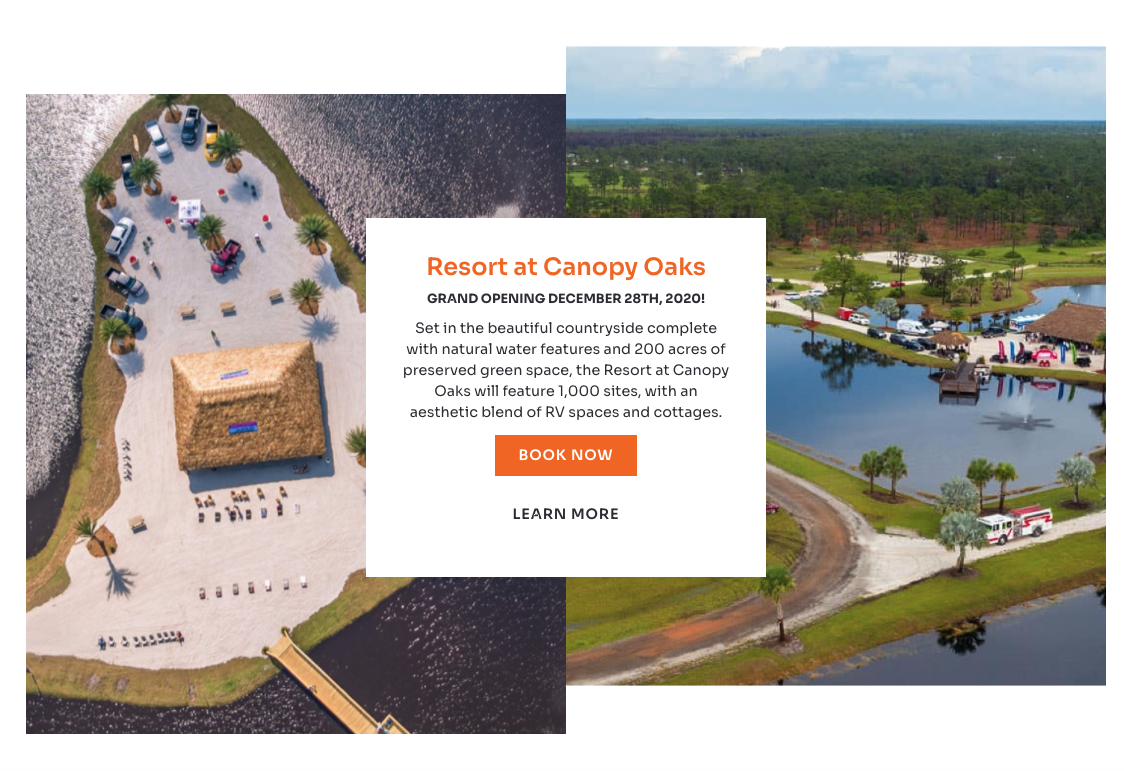 Resort at Canopy Oaks
GRAND OPENING DECEMBER 28TH, 2020!
Set in the beautiful countryside complete
with natural water features and 200 acres of
preserved green space, the Resort at Canopy
Oaks will feature 1,000 sites, with an
aesthetic blend of RV spaces and cottages.
BOOK NOW
LEARN MORE